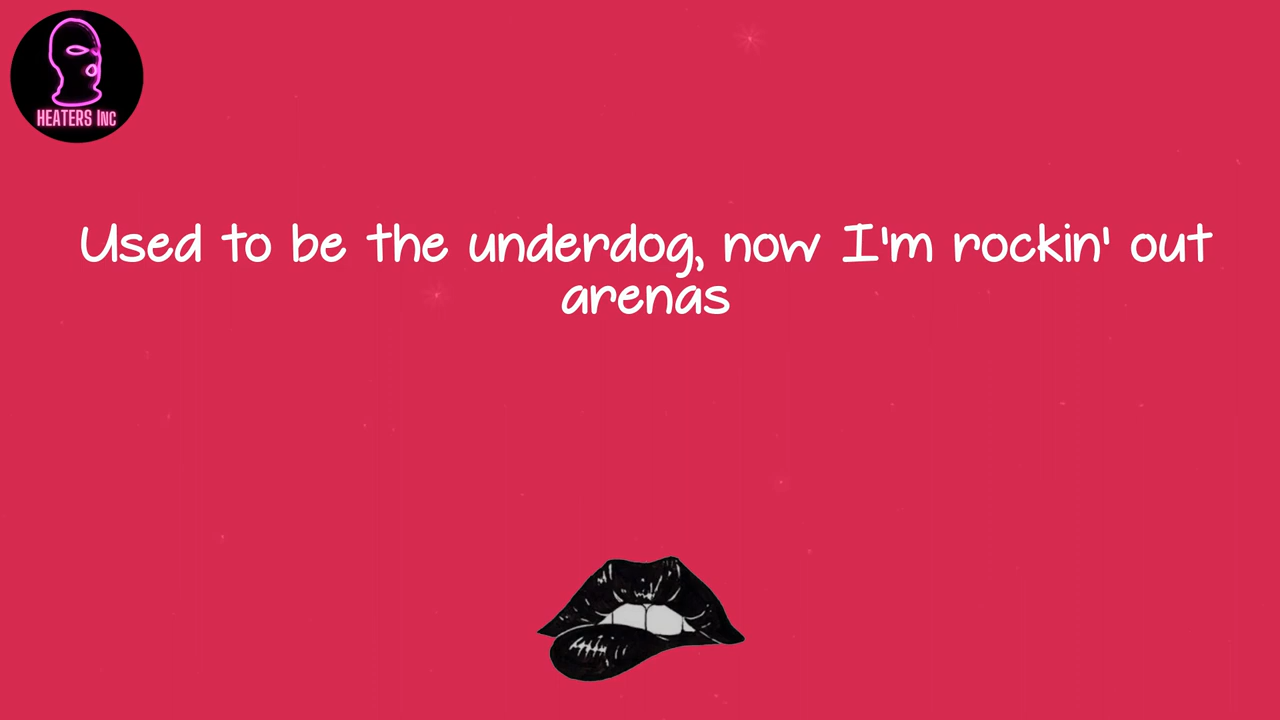 HEATERS Inc
Used to be the underdog, now I'm rockin' out
arenas